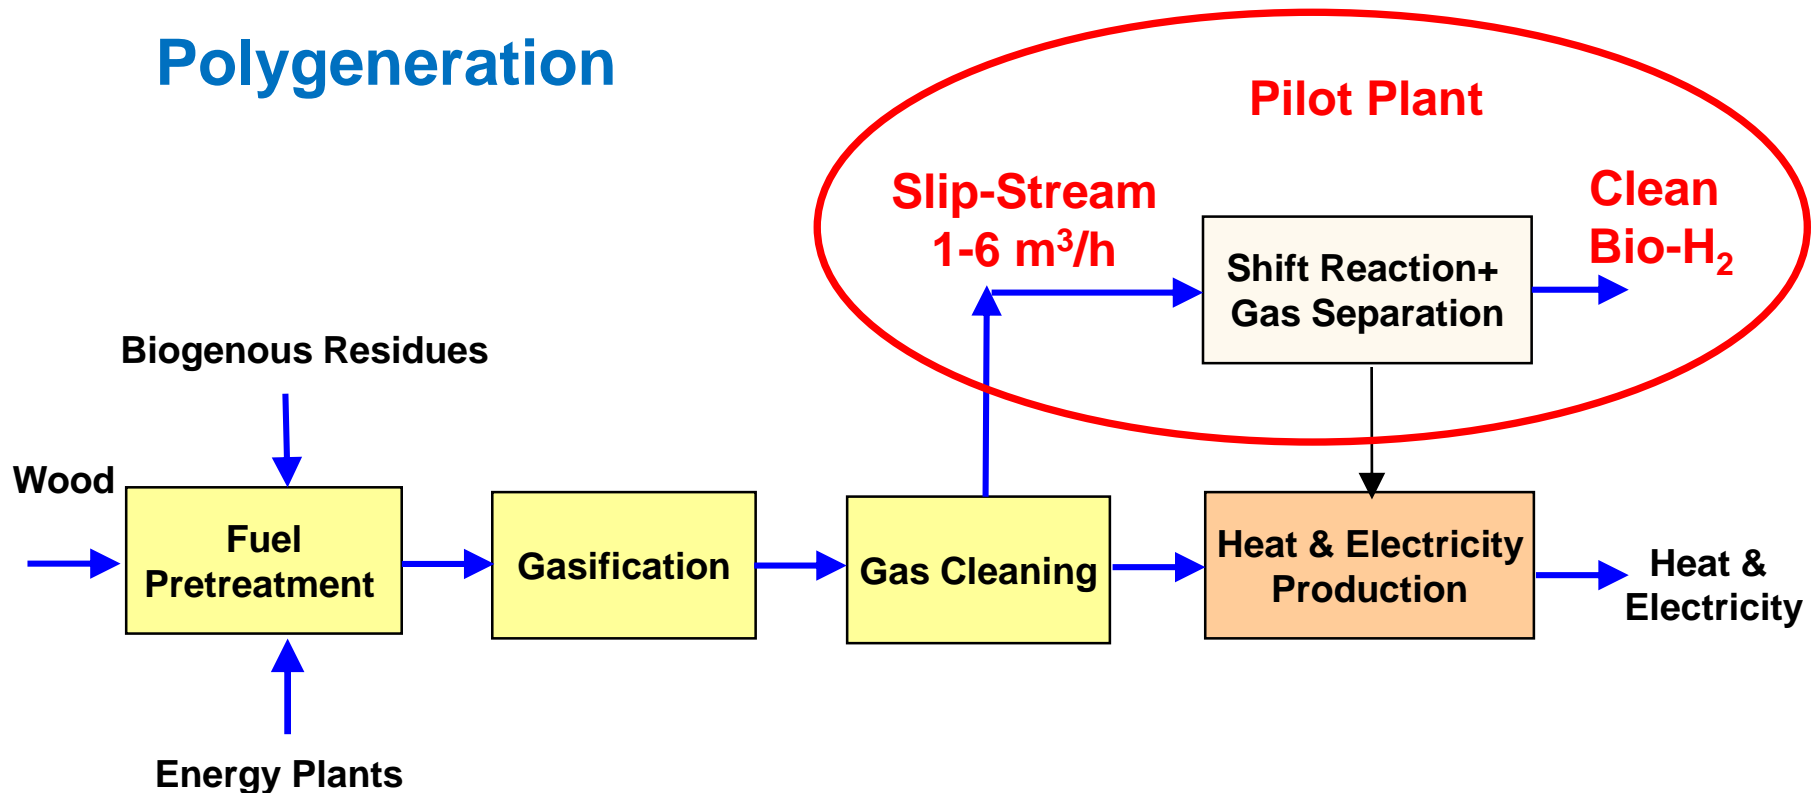 Polygeneration
Pilot Plant
Slip-Stream
1-6 m³/h
Clean
Bio-H₂
Shift Reaction+
Gas Separation
Biogenous Residues
Wood
Fuel
Pretreatment
Gasification
Gas Cleaning
Heat & Electricity
Production
Heat &
Electricity
Energy Plants